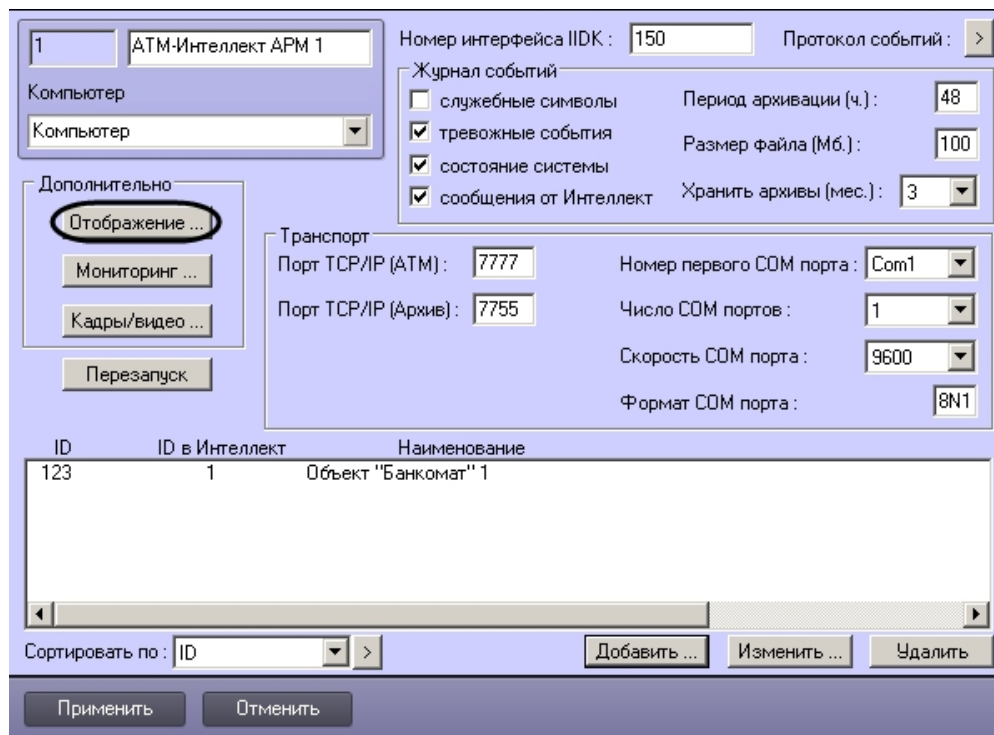 1
АТМ-Интеллект АРМ 1
Компьютер
Компьютер
Номер интерфейса IIDK : 150
Протокол событий : >
Журнал событий
служебные символы
тревожные события
состояние системы
сообщения от Интеллект
Период архивации (ч.) : 48
Размер файла (Мб.) : 100
Хранить архивы (мес.) : 3
Дополнительно
Отображение ...
Мониторинг ...
Кадры/видео ...
Перезапуск
Транспорт
Порт TCP/IP (АТМ) : 7777
Порт TCP/IP (Архив) : 7755
Номер первого COM порта : Com1
Число COM портов : 1
Скорость COM порта : 9600
Формат COM порта : 8N1
ID ID в Интеллект Наименование
123 1 Объект "Банкомат" 1
Сортировать по : ID >
Добавить ... Изменить ... Удалить
Применить Отменить